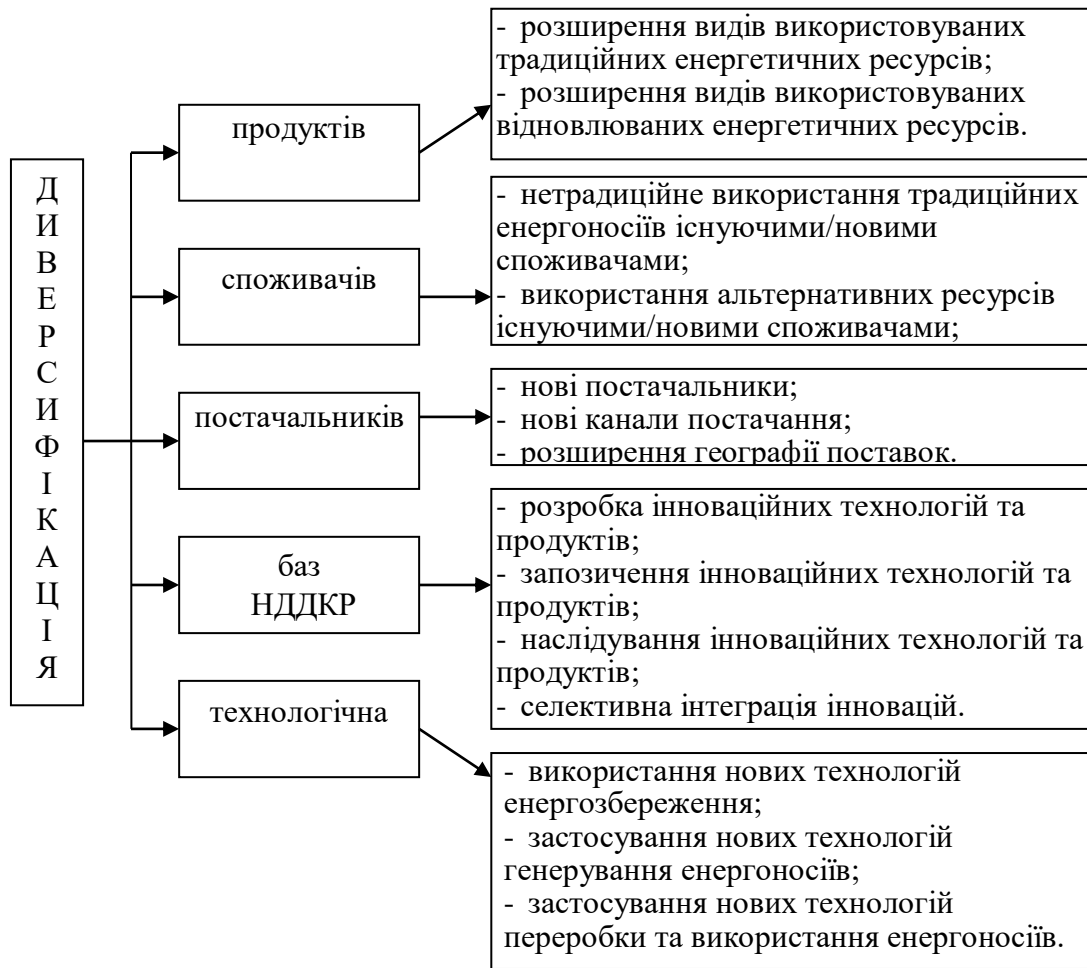 ДИВЕРСИФІКАЦІЯ
продуктів
- розширення видів використовуваних
традиційних енергетичних ресурсів;
- розширення видів використовуваних
відновлюваних енергетичних ресурсів.
споживачів
- нетрадиційне використання традиційних
енергоносіїв існуючими/новими
споживачами;
- використання альтернативних ресурсів
існуючими/новими споживачами;
постачальників
- нові постачальники;
- нові канали постачання;
- розширення географії поставок.
баз
НДДКР
- розробка інноваційних технологій та
продуктів;
- запозичення інноваційних технологій та
продуктів;
- наслідування інноваційних технологій та
продуктів;
- селективна інтеграція інновацій.
технологічна
- використання нових технологій
енергозбереження;
- застосування нових технологій
генерування енергоносіїв;
- застосування нових технологій
переробки та використання енергоносіїв.